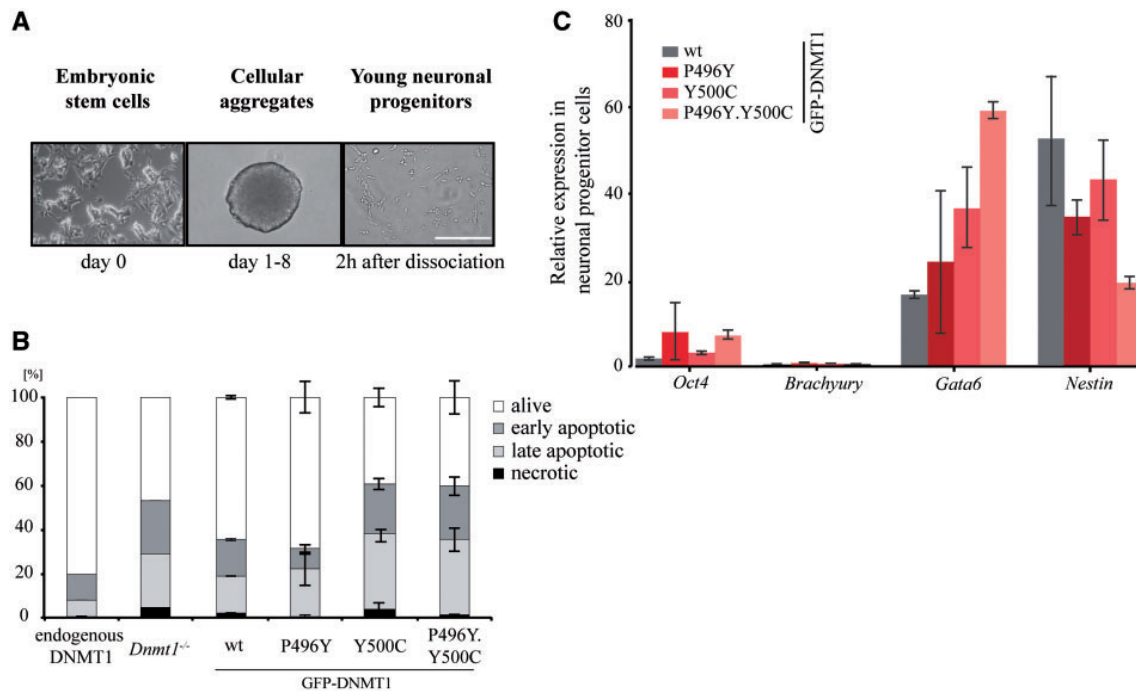 A
Embryonic
stem cells
Cellular
aggregates
Young neuronal
progenitors
day 0
day 1-8
2h after dissociation
B
[%]
100
80
60
40
20
0
alive
early apoptotic
late apoptotic
necrotic
endogenous
DNMT1
Dnmt1-/-
wt
P496Y
Y500C
P496Y.
Y500C
GFP-DNMT1
C
Relative expression in
neuronal progenitor cells
80
60
40
20
0
wt
P496Y
Y500C
P496Y.Y500C
GFP-DNMT1
Oct4
Brachyury
Gata6
Nestin